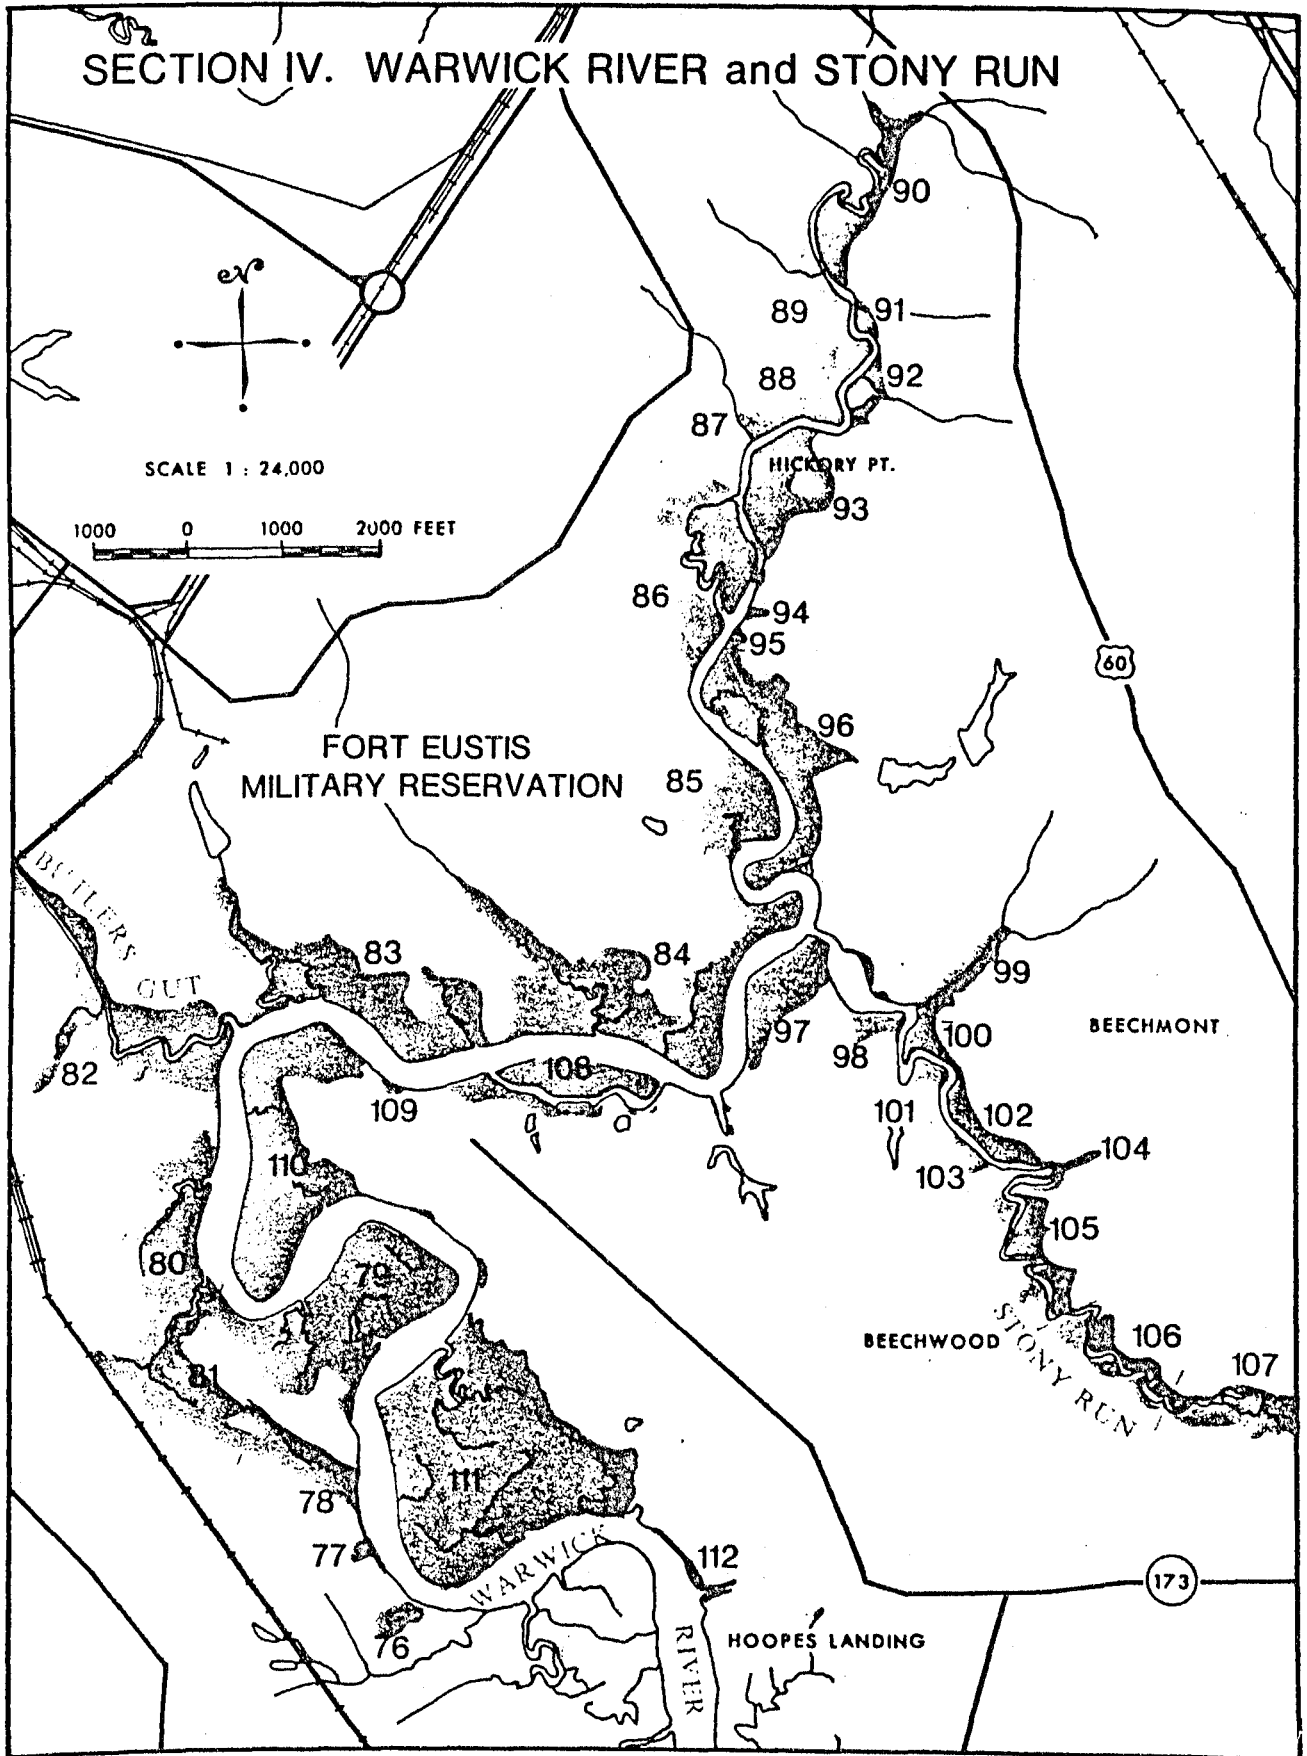 SECTION IV. WARWICK RIVER and STONY RUN
90
N
89
91
88
92
87
SCALE 1 : 24,000
HICKORY PT.
93
1000 0 1000 2000 FEET
86
94
95
60
96
FORT EUSTIS
MILITARY RESERVATION
85
BUTLERS
GUT
83
84
99
97
100
BEECHMONT
98
82
108
109
101
102
110
104
103
105
80
79
STONY RUN
BEECHWOOD
106
107
81
111
78
77
WARWICK
112
173
76
RIVER
HOOPES LANDING